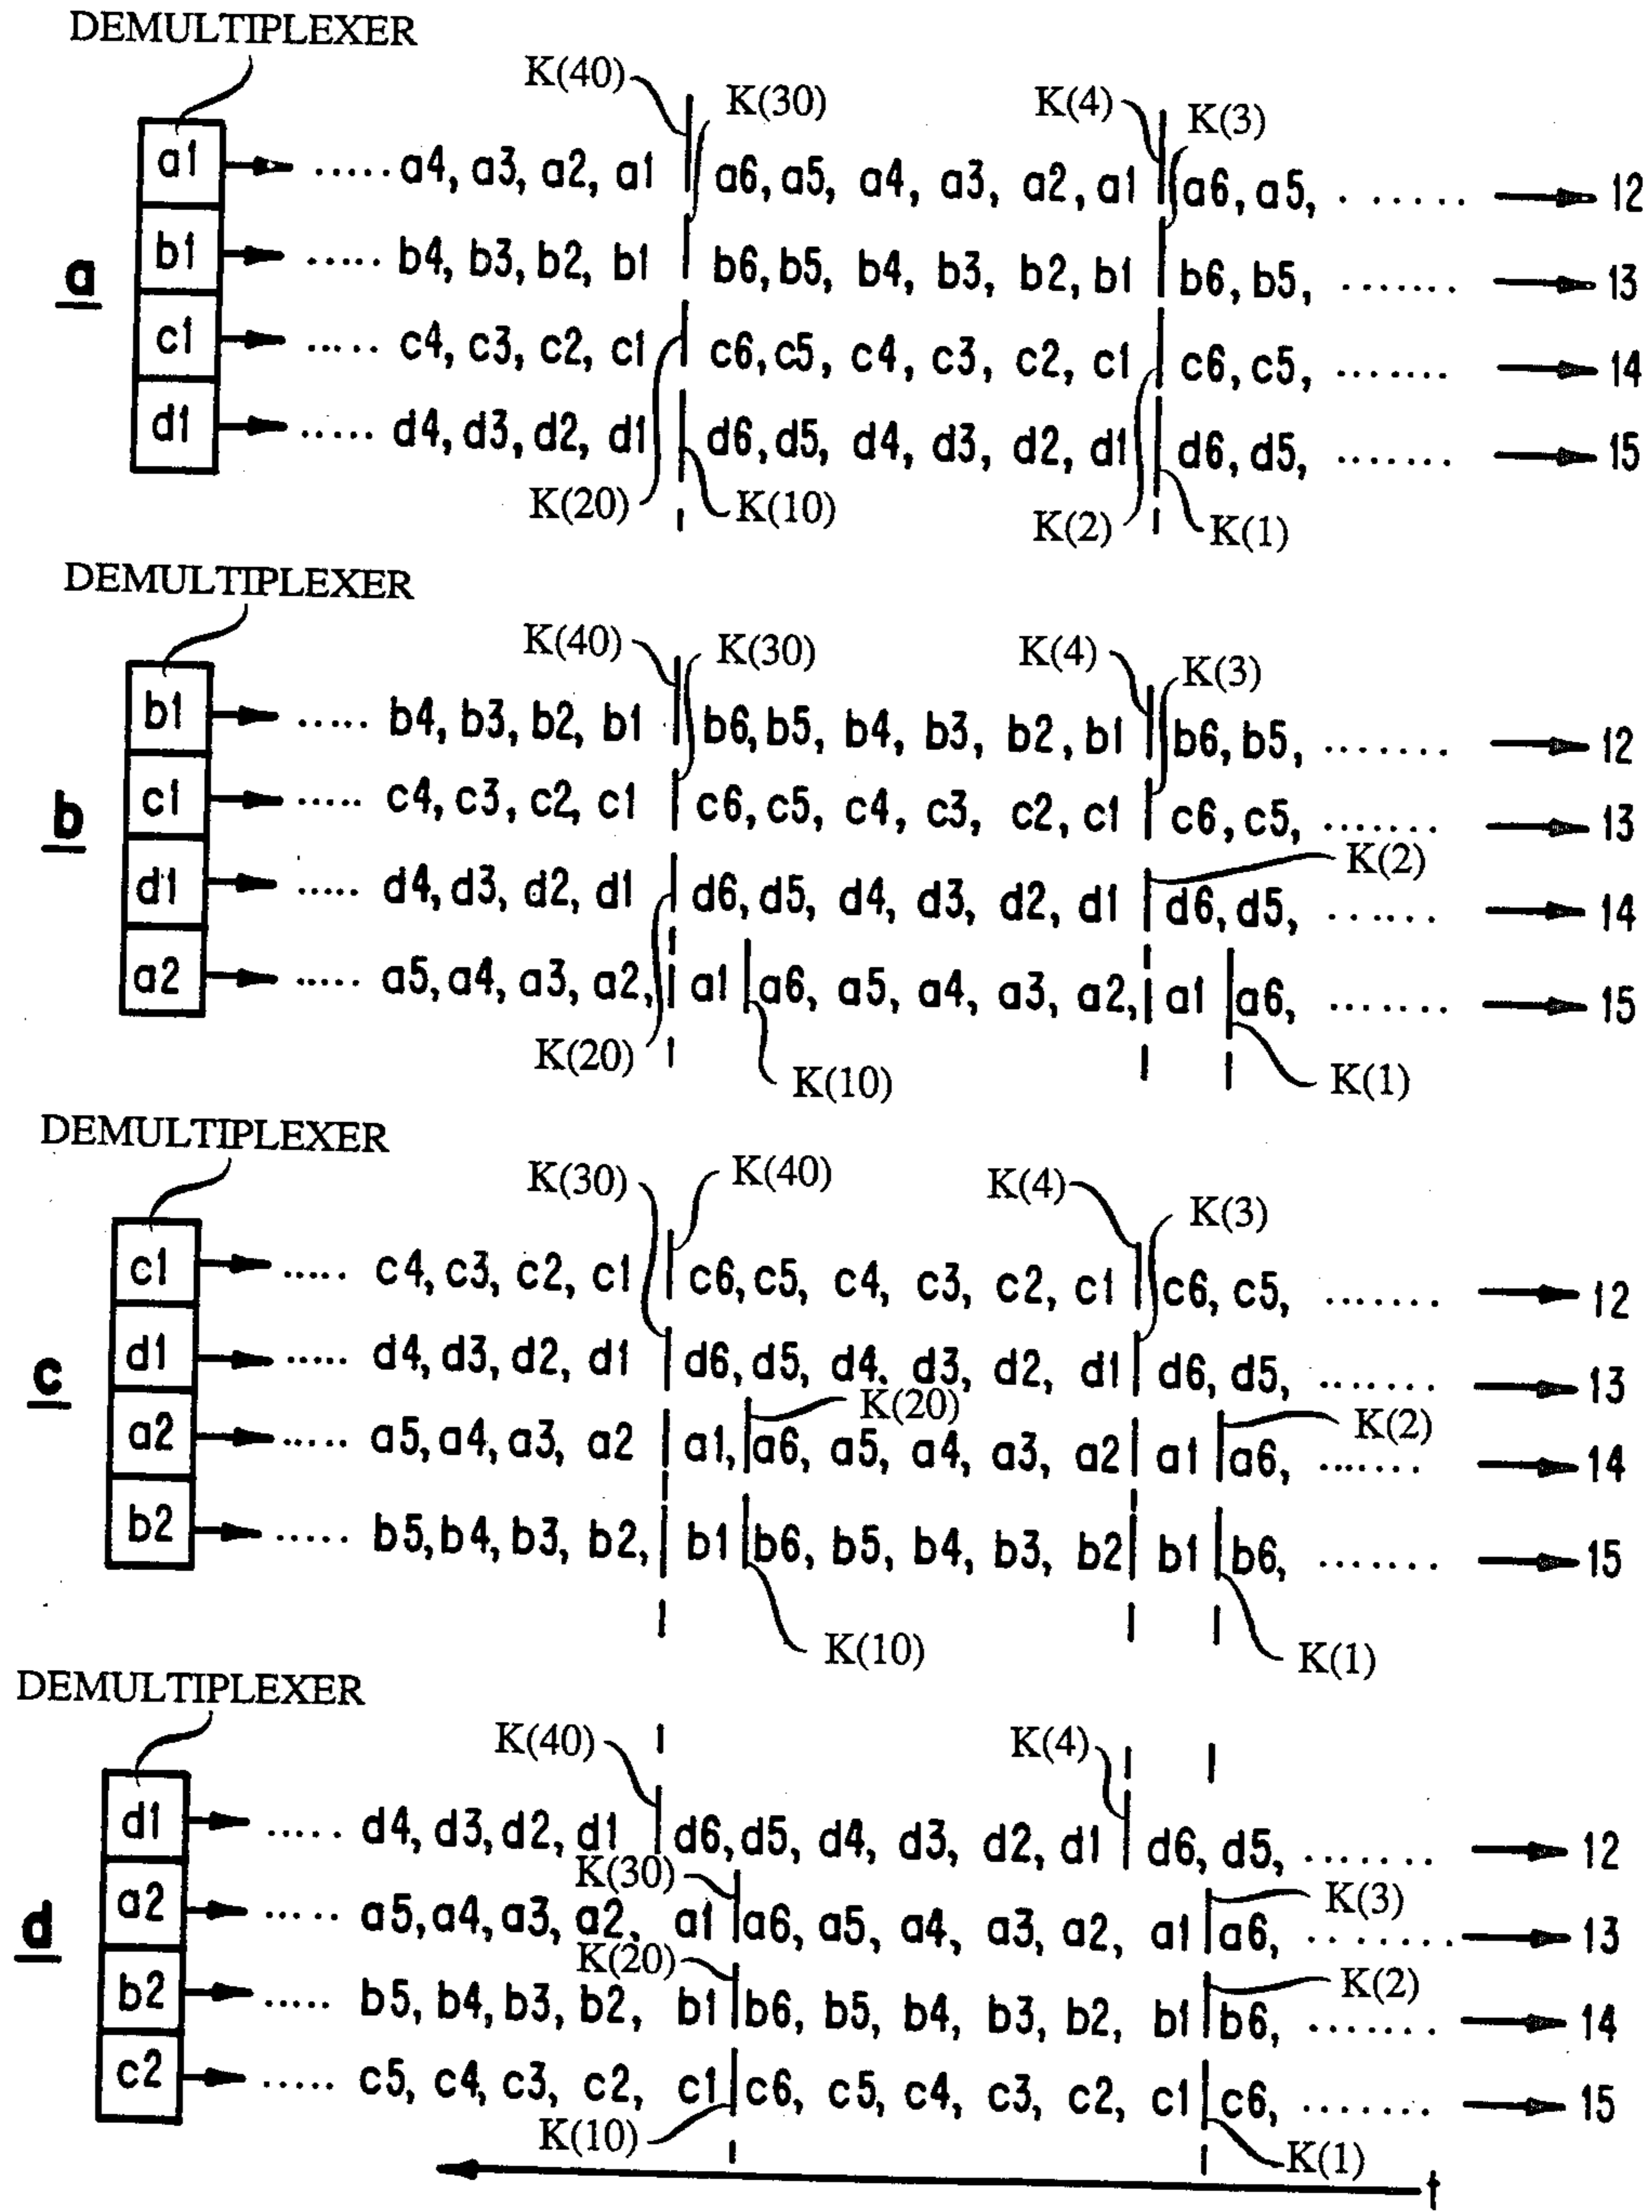 DEMULTIPLEXER
K(40) K(30) K(4) K(3)
a1 ..... a4, a3, a2, a1 a6, a5, a4, a3, a2, a1 a6, a5, ....... 12
a b1 ..... b4, b3, b2, b1 b6, b5, b4, b3, b2, b1 b6, b5, ....... 13
c1 ..... c4, c3, c2, c1 c6, c5, c4, c3, c2, c1 c6, c5, ....... 14
d1 ..... d4, d3, d2, d1 d6, d5, d4, d3, d2, d1 d6, d5, ....... 15
K(20) K(10) K(2) K(1)
DEMULTIPLEXER
K(40) K(30) K(4) K(3)
b1 ..... b4, b3, b2, b1 b6, b5, b4, b3, b2, b1 b6, b5, ....... 12
b c1 ..... c4, c3, c2, c1 c6, c5, c4, c3, c2, c1 c6, c5, ....... 13
K(2)
d1 ..... d4, d3, d2, d1 d6, d5, d4, d3, d2, d1 d6, d5, ....... 14
a2 ..... a5, a4, a3, a2, a1 a6, a5, a4, a3, a2, a1 a6, ....... 15
K(20) K(10) K(1)
DEMULTIPLEXER
K(30) K(40) K(4) K(3)
c1 ..... c4, c3, c2, c1 c6, c5, c4, c3, c2, c1 c6, c5, ....... 12
c d1 ..... d4, d3, d2, d1 d6, d5, d4. d3, d2, d1 d6, d5, ....... 13
K(20) K(2)
a2 ..... a5, a4, a3, a2 a1, a6, a5, a4, a3, a2 a1 a6, ....... 14
b2 ..... b5, b4, b3, b2, b1 b6, b5, b4, b3, b2 b1 b6, ....... 15
K(10) K(1)
DEMULTIPLEXER
K(40) K(4)
d1 ..... d4, d3, d2, d1 d6, d5, d4, d3, d2, d1 d6, d5, ....... 12
K(30) K(3)
d a2 ..... a5, a4, a3, a2, a1 a6, a5, a4, a3, a2, a1 a6, ....... 13
K(20) K(2)
b2 ..... b5, b4, b3, b2, b1 b6, b5, b4, b3, b2, b1 b6, ....... 14
c2 ..... c5, c4, c3, c2, c1 c6, c5, c4, c3, c2, c1 c6, ....... 15
K(10) K(1)
t